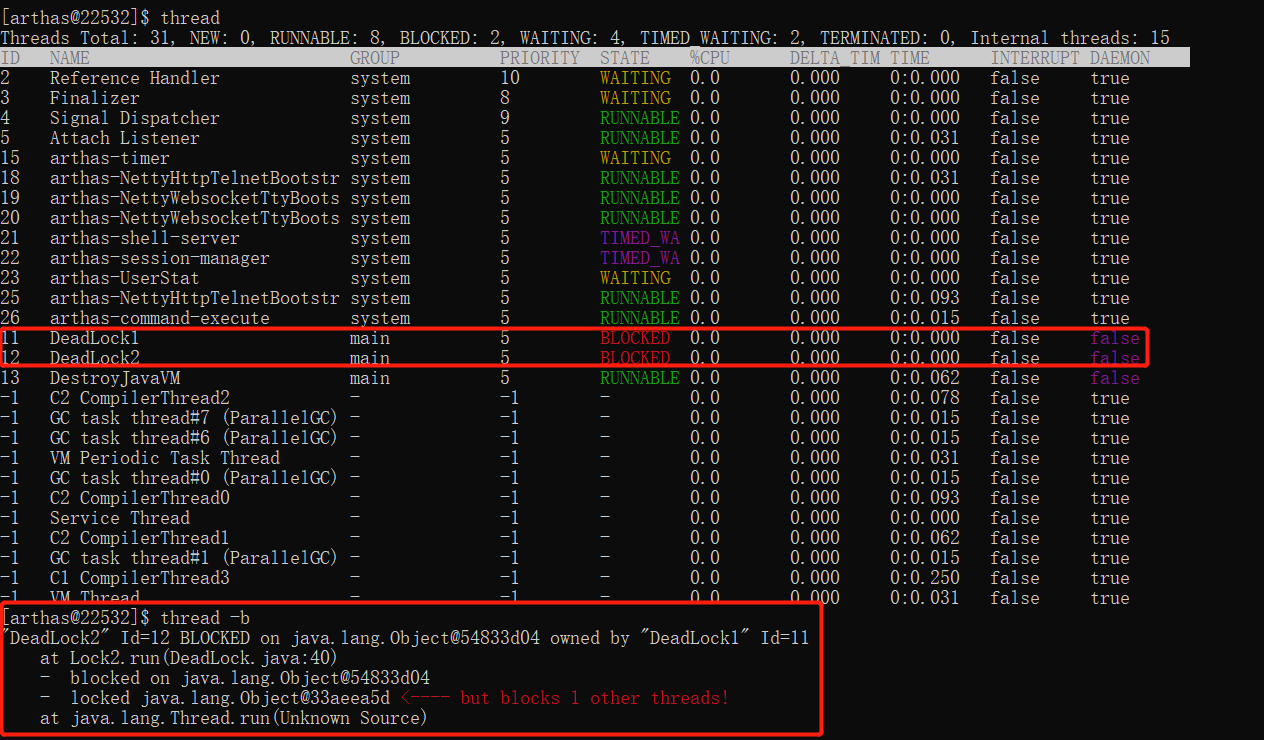 [arthas@22532]$ thread
Threads Total: 31, NEW: 0, RUNNABLE: 8, BLOCKED: 2, WAITING: 4, TIMED_WAITING: 2, TERMINATED: 0, Internal threads: 15
ID NAME GROUP PRIORITY STATE %CPU DELTA_TIM TIME INTERRUPT DAEMON
2 Reference Handler system 10 WAITING 0.0 0.000 0:0.000 false true
3 Finalizer system 8 WAITING 0.0 0.000 0:0.000 false true
4 Signal Dispatcher system 9 RUNNABLE 0.0 0.000 0:0.000 false true
5 Attach Listener system 5 RUNNABLE 0.0 0.000 0:0.031 false true
15 arthas-timer system 5 WAITING 0.0 0.000 0:0.000 false true
18 arthas-NettyHttpTelnetBootstr system 5 RUNNABLE 0.0 0.000 0:0.031 false true
19 arthas-NettyWebsocketTtyBoots system 5 RUNNABLE 0.0 0.000 0:0.000 false true
20 arthas-NettyWebsocketTtyBoots system 5 RUNNABLE 0.0 0.000 0:0.000 false true
21 arthas-shell-server system 5 TIMED_WA 0.0 0.000 0:0.000 false true
22 arthas-session-manager system 5 TIMED_WA 0.0 0.000 0:0.000 false true
23 arthas-UserStat system 5 WAITING 0.0 0.000 0:0.000 false true
25 arthas-NettyHttpTelnetBootstr system 5 RUNNABLE 0.0 0.000 0:0.093 false true
26 arthas-command-execute system 5 RUNNABLE 0.0 0.000 0:0.015 false true
11 DeadLock1 main 5 BLOCKED 0.0 0.000 0:0.000 false false
12 DeadLock2 main 5 BLOCKED 0.0 0.000 0:0.000 false false
13 DestroyJavaVM main 5 RUNNABLE 0.0 0.000 0:0.062 false false
-1 C2 CompilerThread2 - -1 - 0.0 0.000 0:0.078 false true
-1 GC task thread#7 (ParallelGC) - -1 - 0.0 0.000 0:0.015 false true
-1 GC task thread#6 (ParallelGC) - -1 - 0.0 0.000 0:0.015 false true
-1 VM Periodic Task Thread - -1 - 0.0 0.000 0:0.031 false true
-1 GC task thread#0 (ParallelGC) - -1 - 0.0 0.000 0:0.015 false true
-1 C2 CompilerThread0 - -1 - 0.0 0.000 0:0.093 false true
-1 Service Thread - -1 - 0.0 0.000 0:0.000 false true
-1 C2 CompilerThread1 - -1 - 0.0 0.000 0:0.062 false true
-1 GC task thread#1 (ParallelGC) - -1 - 0.0 0.000 0:0.015 false true
-1 C1 CompilerThread3 - -1 - 0.0 0.000 0:0.250 false true
-1 VM Thread - -1 - 0.0 0.000 0:0.031 false true
[arthas@22532]$ thread -b
"DeadLock2" Id=12 BLOCKED on java.lang.Object@54833d04 owned by "DeadLock1" Id=11
at Lock2.run(DeadLock.java:40)
- blocked on java.lang.Object@54833d04
- locked java.lang.Object@33aeea5d <---- but blocks 1 other threads!
at java.lang.Thread.run(Unknown Source)